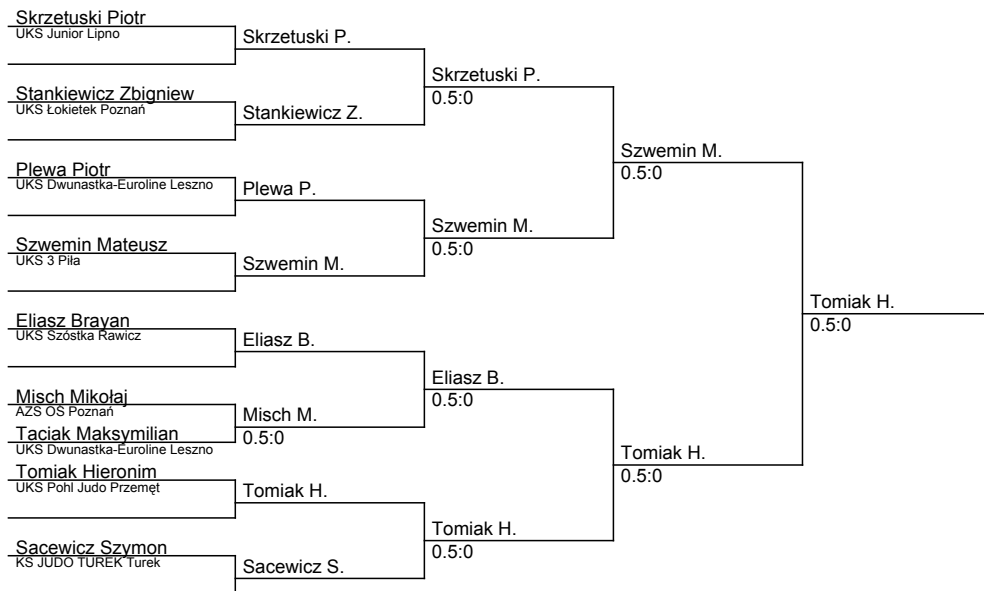 Skrzetuski Piotr
UKS Junior Lipno
Skrzetuski P.
Skrzetuski P.
0.5:0
Stankiewicz Zbigniew
UKS Łokietek Poznań
Stankiewicz Z.
Szwemin M.
0.5:0
Plewa Piotr
UKS Dwunastka-Euroline Leszno
Plewa P.
Szwemin M.
0.5:0
Szwemin Mateusz
UKS 3 Piła
Szwemin M.
Tomiak H.
0.5:0
Eliasz Brayan
UKS Szóstka Rawicz
Eliasz B.
Eliasz B.
0.5:0
Misch Mikołaj
AZS OŚ Poznań
Misch M.
0.5:0
Taciak Maksymilian
UKS Dwunastka-Euroline Leszno
Tomiak H.
0.5:0
Tomiak Hieronim
UKS Pohl Judo Przemęt
Tomiak H.
Tomiak H.
0.5:0
Sacewicz Szymon
KS JUDO TUREK Turek
Sacewicz S.